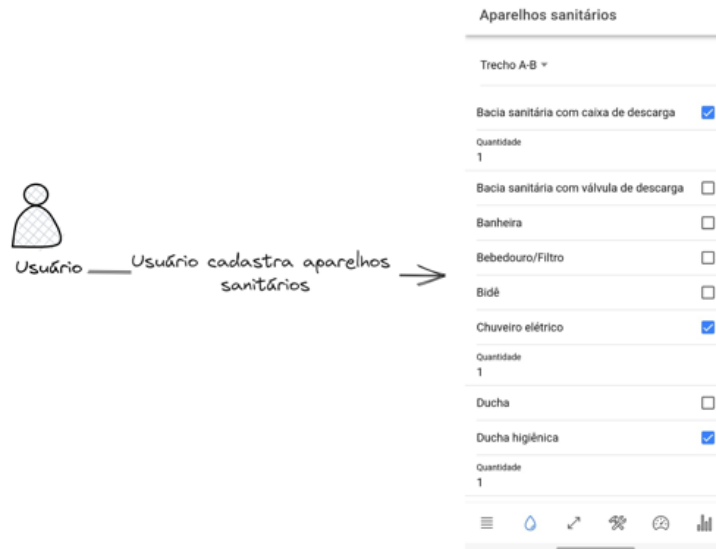 Aparelhos sanitários
Trecho A-B
Bacia sanitária com caixa de descarga
Quantidade
1
Bacia sanitária com válvula de descarga
Banheira
Bebedouro/Filtro
Bidê
Chuveiro elétrico
Quantidade
1
Ducha
Ducha higiênica
Quantidade
1
Usuário
Usuário cadastra aparelhos
sanitários